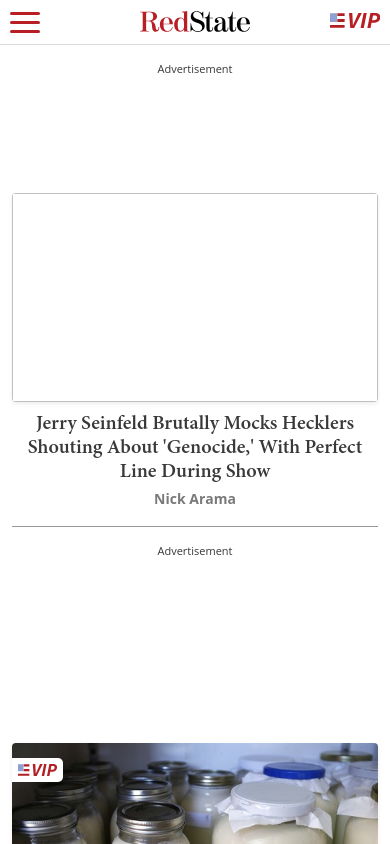 RedState
VIP
Advertisement
Jerry Seinfeld Brutally Mocks Hecklers
Shouting About 'Genocide,' With Perfect
Line During Show
Nick Arama
Advertisement
VIP